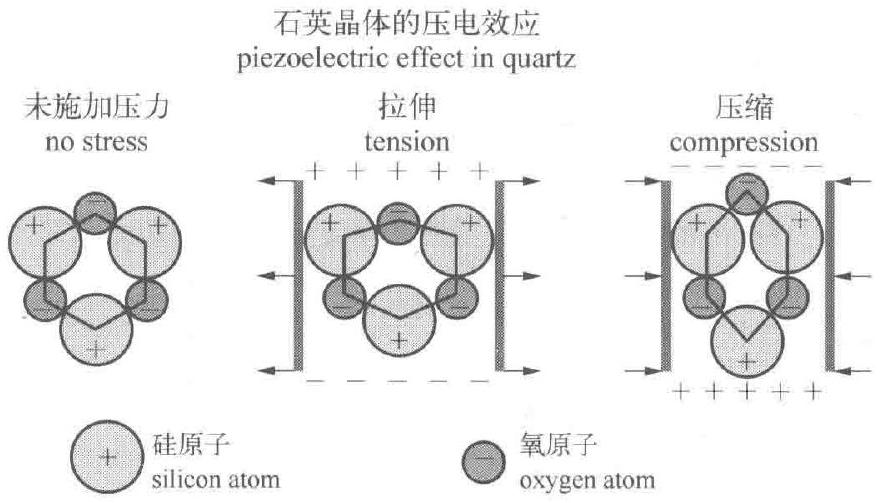 石英晶体的压电效应
piezoelectric effect in quartz
未施加压力
no stress
拉伸
tension
压缩
compression
+ + + + +
− − − − −
− − − − −
+ + + + +
硅原子
silicon atom
氧原子
oxygen atom